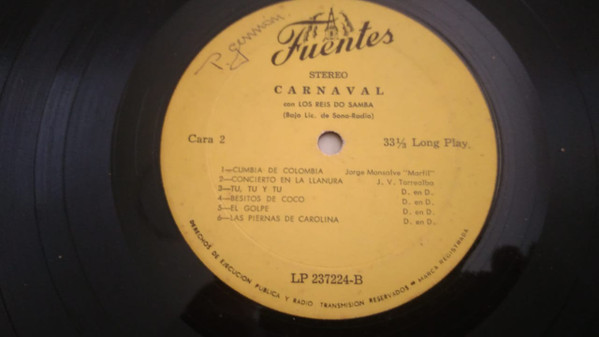 P. germón
Fuentes
STEREO
CARNAVAL
con LOS REIS DO SAMBA
(Bajo Lic. de Sono-Radio)
Cara 2
33⅓ Long Play.
1—CUMBIA DE COLOMBIA Jorge Monsalve "Marfil"
2—CONCIERTO EN LA LLANURA J. V. Torrealba
3—TU, TU Y TU D. en D.
4—BESITOS DE COCO D. en D.
5—EL GOLPE D. en D.
6—LAS PIERNAS DE CAROLINA D. en D.
LP 237224-B
DERECHOS DE EJECUCION PUBLICA Y RADIO TRANSMISION RESERVADOS = MARCA REGISTRADA